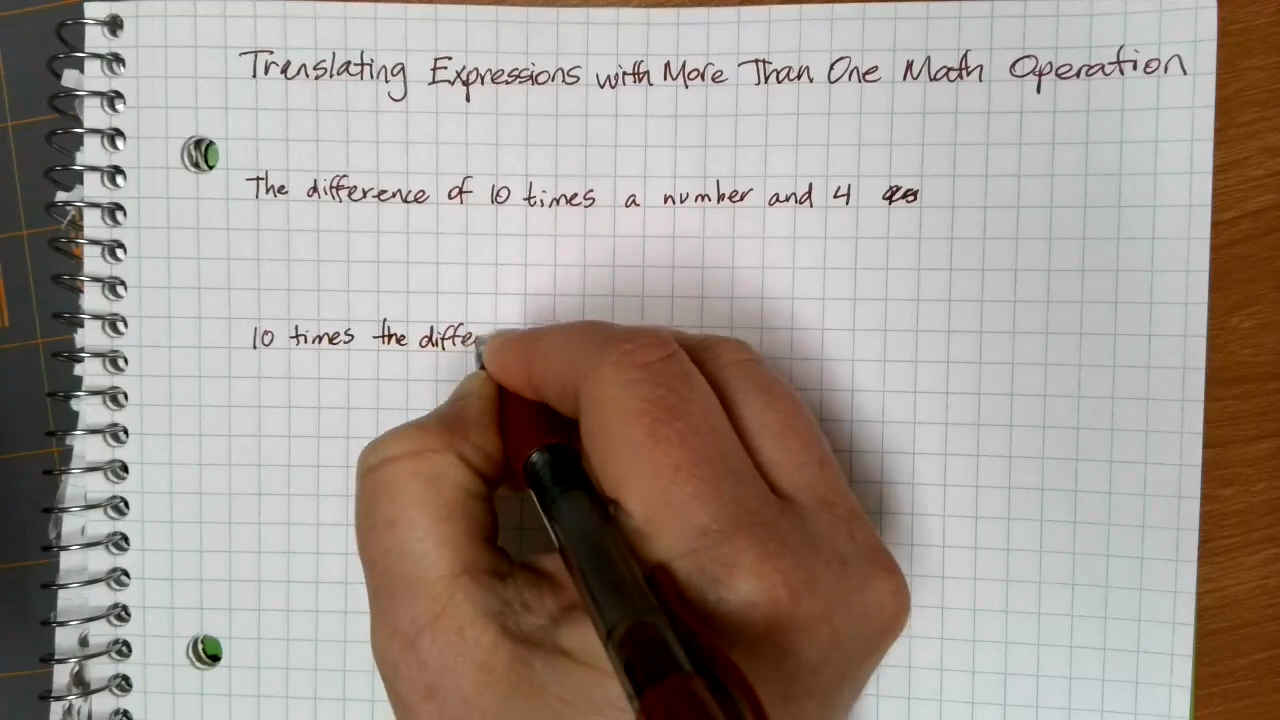 Translating Expressions with More Than One Math Operation
The difference of 10 times a number and 4
10 times the diffe